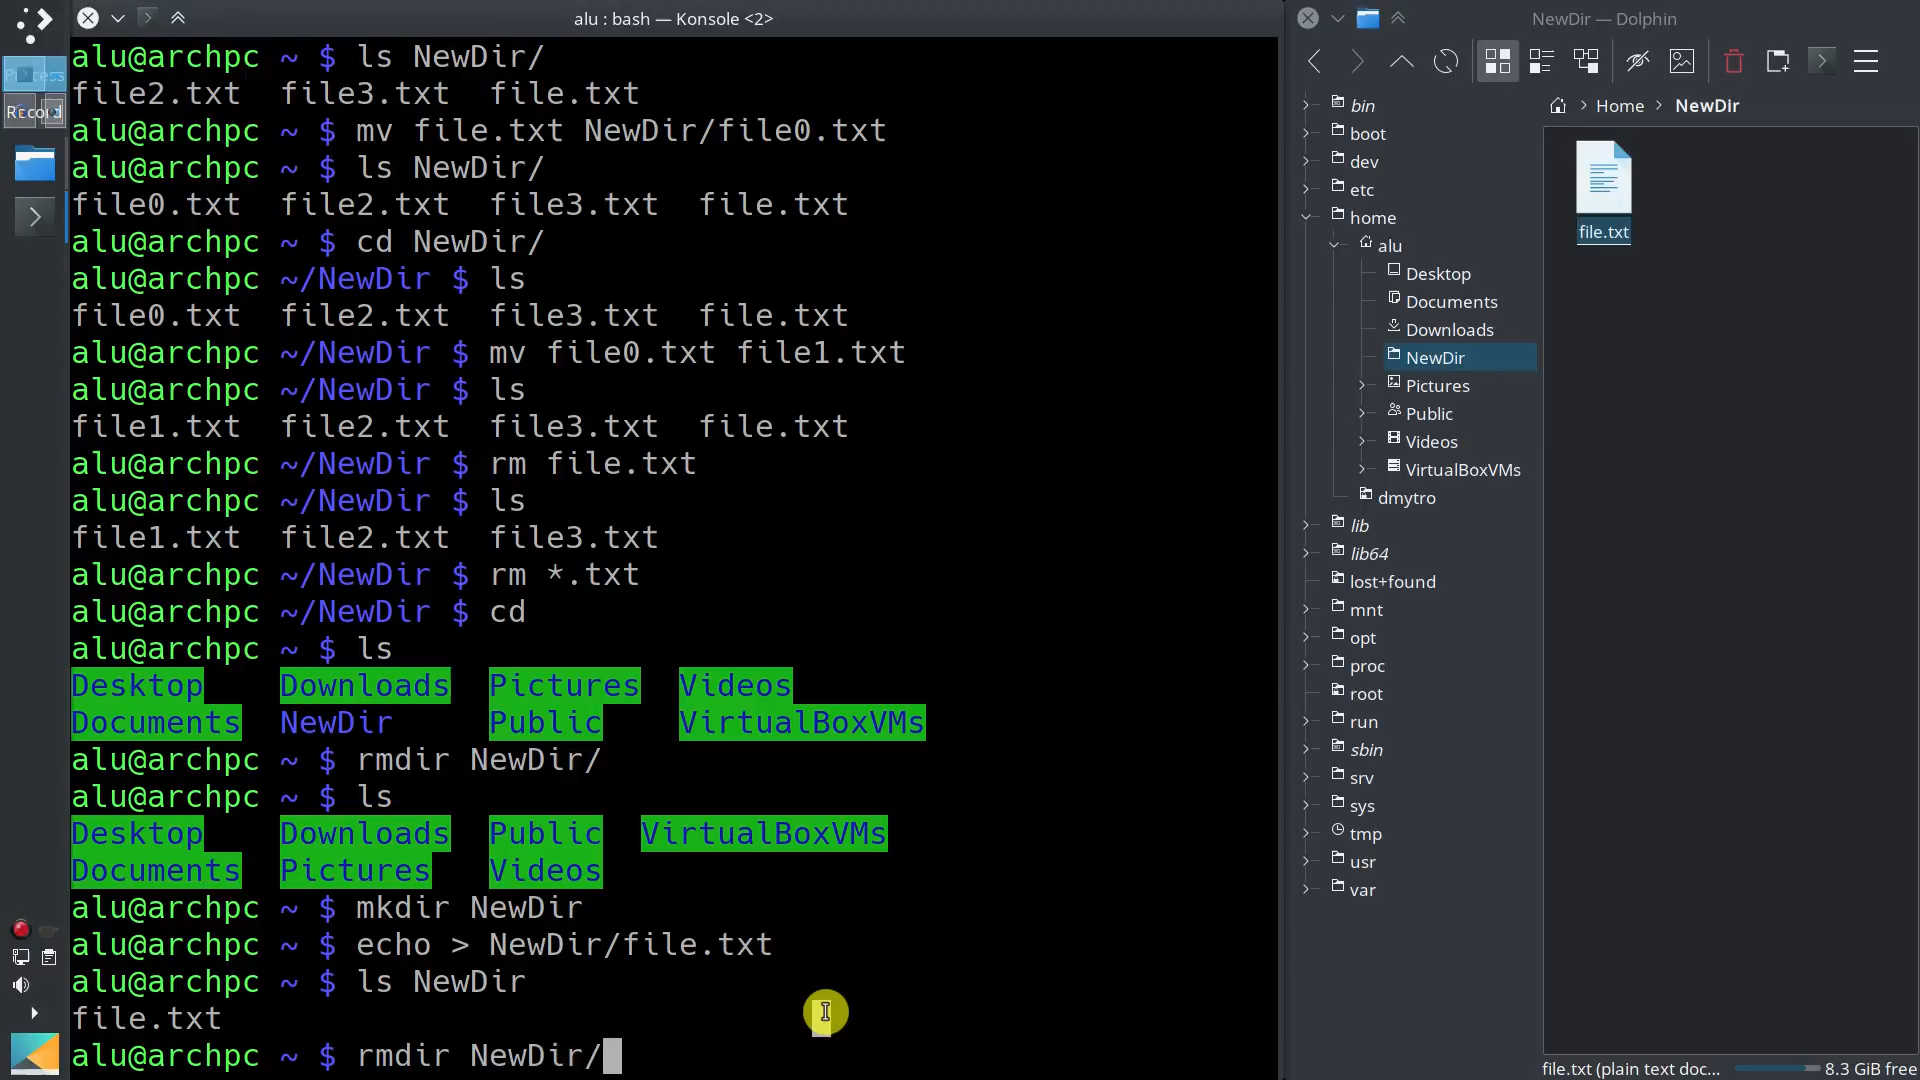 alu : bash — Konsole <2>
alu@archpc ~ $ ls NewDir/
file2.txt file3.txt file.txt
alu@archpc ~ $ mv file.txt NewDir/file0.txt
alu@archpc ~ $ ls NewDir/
file0.txt file2.txt file3.txt file.txt
alu@archpc ~ $ cd NewDir/
alu@archpc ~/NewDir $ ls
file0.txt file2.txt file3.txt file.txt
alu@archpc ~/NewDir $ mv file0.txt file1.txt
alu@archpc ~/NewDir $ ls
file1.txt file2.txt file3.txt file.txt
alu@archpc ~/NewDir $ rm file.txt
alu@archpc ~/NewDir $ ls
file1.txt file2.txt file3.txt
alu@archpc ~/NewDir $ rm *.txt
alu@archpc ~/NewDir $ cd
alu@archpc ~ $ ls
Desktop Downloads Pictures Videos
Documents NewDir Public VirtualBoxVMs
alu@archpc ~ $ rmdir NewDir/
alu@archpc ~ $ ls
Desktop Downloads Public VirtualBoxVMs
Documents Pictures Videos
alu@archpc ~ $ mkdir NewDir
alu@archpc ~ $ echo > NewDir/file.txt
alu@archpc ~ $ ls NewDir
file.txt
alu@archpc ~ $ rmdir NewDir/
Record
NewDir — Dolphin
Home > NewDir
bin
boot
dev
etc
home
alu
Desktop
Documents
Downloads
NewDir
Pictures
Public
Videos
VirtualBoxVMs
dmytro
lib
lib64
lost+found
mnt
opt
proc
root
run
sbin
srv
sys
tmp
usr
var
file.txt
file.txt (plain text doc... 8.3 GiB free